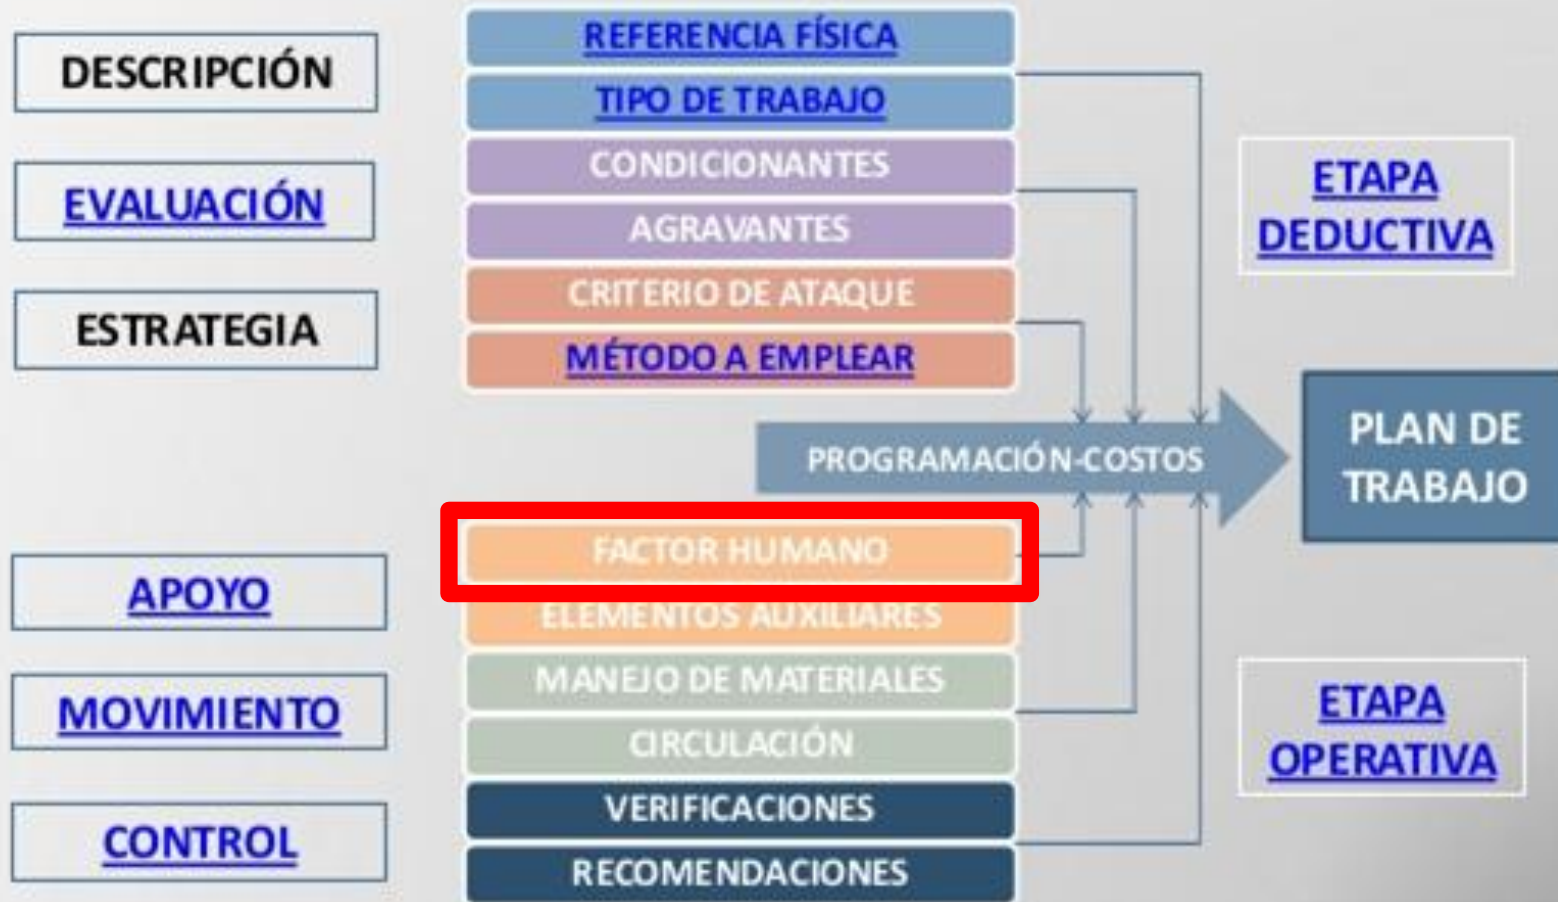 DESCRIPCIÓN
EVALUACIÓN
ESTRATEGIA
REFERENCIA FÍSICA
TIPO DE TRABAJO
CONDICIONANTES
AGRAVANTES
CRITERIO DE ATAQUE
MÉTODO A EMPLEAR
ETAPA
DEDUCTIVA
PROGRAMACIÓN-COSTOS
PLAN DE
TRABAJO
APOYO
MOVIMIENTO
CONTROL
FACTOR HUMANO
ELEMENTOS AUXILIARES
MANEJO DE MATERIALES
CIRCULACIÓN
VERIFICACIONES
RECOMENDACIONES
ETAPA
OPERATIVA